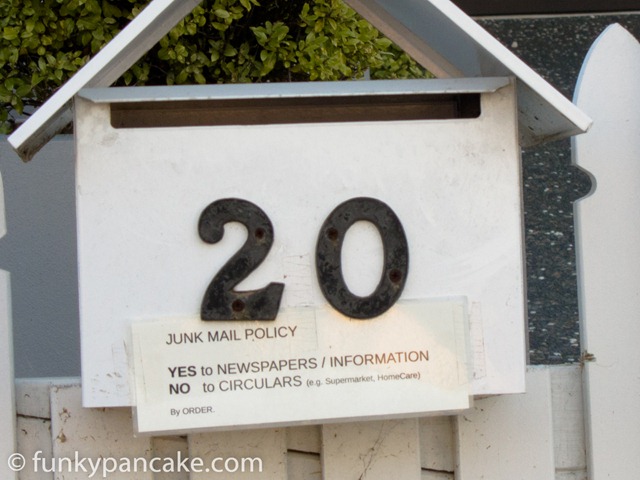 20
JUNK MAIL POLICY
YES to NEWSPAPERS / INFORMATION
NO to CIRCULARS (e.g. Supermarket, HomeCare)
By ORDER.
© funkypancake.com